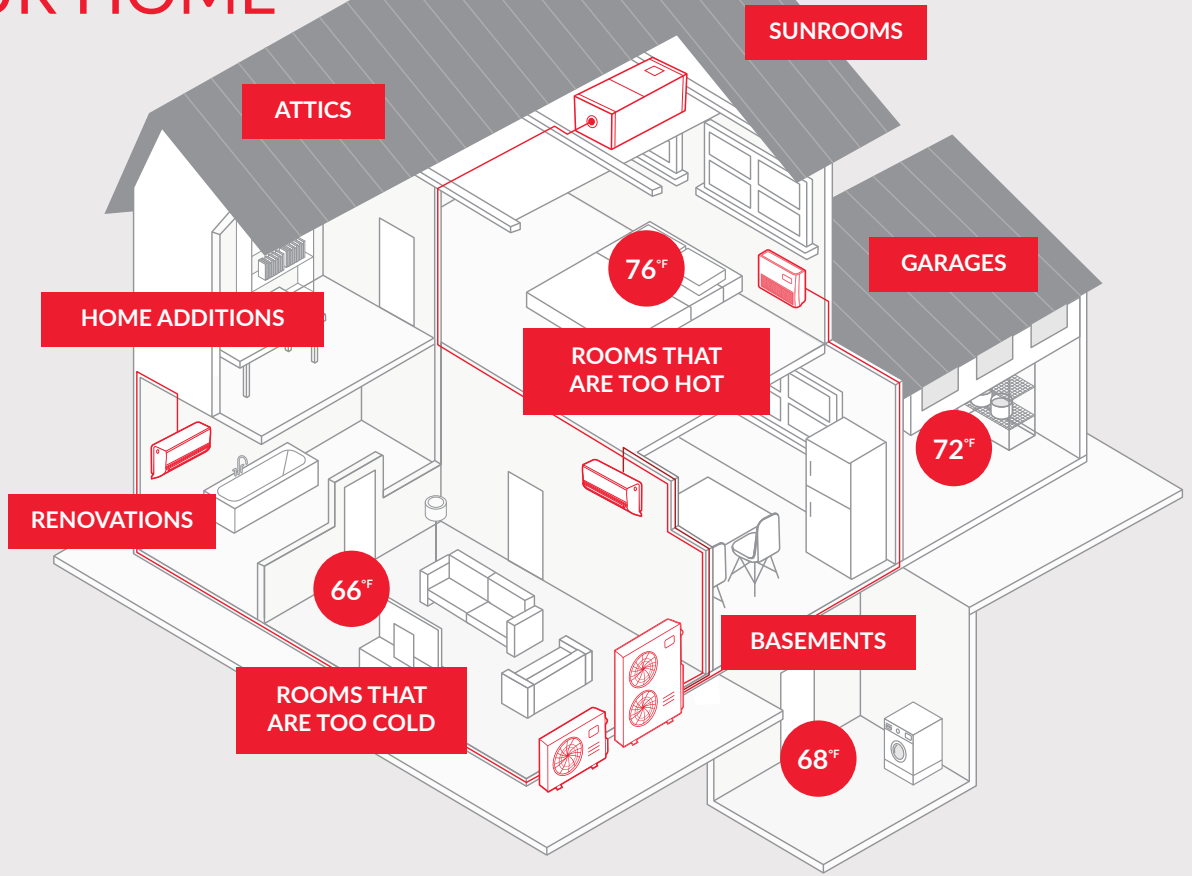 HOME
SUNROOMS
ATTICS
GARAGES
76°F
HOME ADDITIONS
ROOMS THAT
ARE TOO HOT
72°F
RENOVATIONS
66°F
BASEMENTS
ROOMS THAT
ARE TOO COLD
68°F